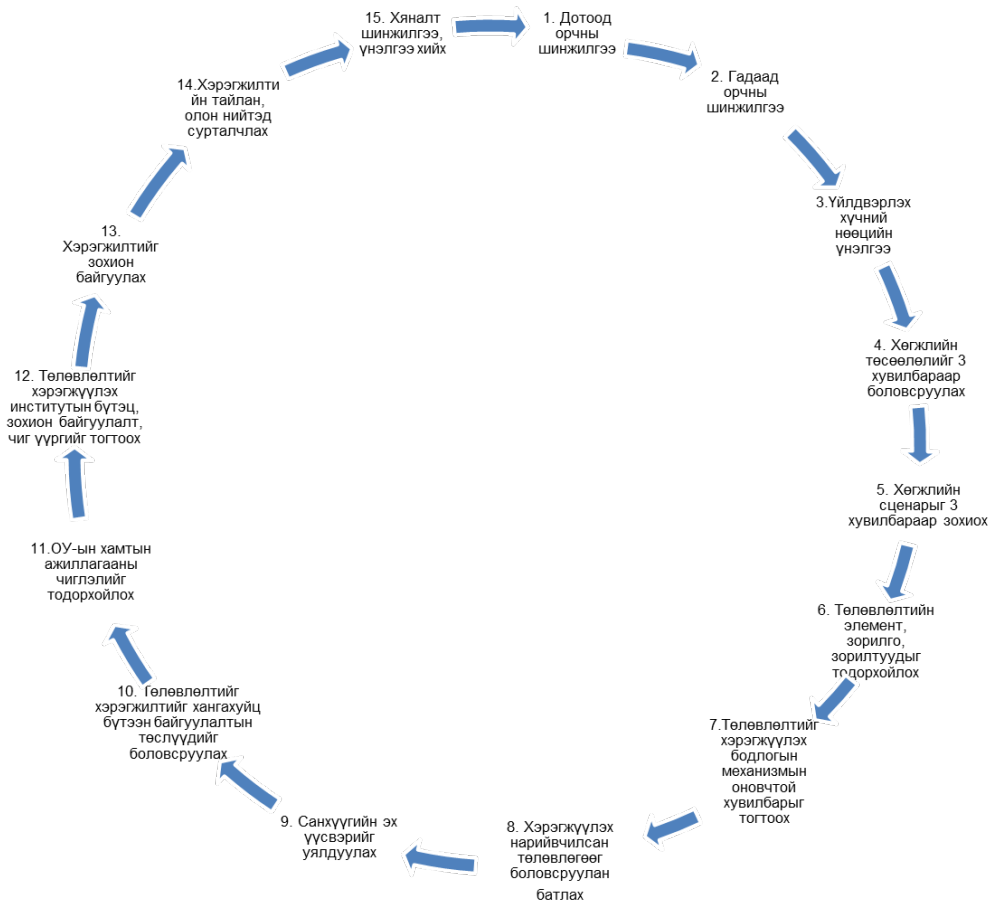 1. Дотоод
орчны
шинжилгээ
2. Гадаад
орчны
шинжилгээ
3.Үйлдвэрлэх
хүчний
нөөцийн
үнэлгээ
4. Хөгжлийн
төсөөлөлийг 3
хувилбараар
боловсруулах
5. Хөгжлийн
сценарыг 3
хувилбараар зохиох
6. Төлөвлөлтийн
элемент,
зорилго,
зорилтуудыг
тодорхойлох
7.Төлөвлөлтийг
хэрэгжүүлэх
бодлогын
механизмын
оновчтой
хувилбарыг
тогтоох
8. Хэрэгжүүлэх
нарийвчилсан
төлөвлөгөөг
боловсруулан
батлах
9. Санхүүгийн эх
үүсвэрийг
уялдуулах
10. Төлөвлөлтийг
хэрэгжилтийг хангахуйц
бүтээн байгуулалтын
төслүүдийг
боловсруулах
11.ОУ-ын хамтын
ажиллагааны
чиглэлийг
тодорхойлох
12. Төлөвлөлтийг
хэрэгжүүлэх
институтын бүтэц,
зохион байгуулалт,
чиг үүргийг тогтоох
13.
Хэрэгжилтийг
зохион
байгуулах
14.Хэрэгжилти
йн тайлан,
олон нийтэд
сурталчлах
15. Хяналт
шинжилгээ,
үнэлгээ хийх